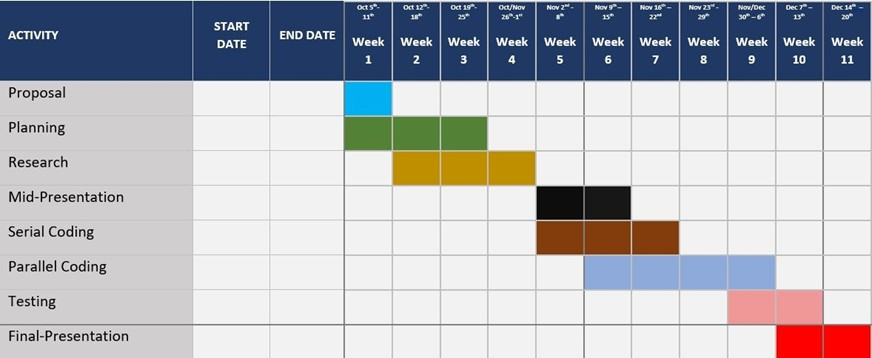 ACTIVITY
START
DATE
END DATE
Oct 5th-
11th
Week
1
Oct 12th-
18th
Week
2
Oct 19th-
25th
Week
3
Oct/Nov
26th-1st
Week
4
Nov 2nd -
8th
Week
5
Nov 9th –
15th
Week
6
Nov 16th –
22nd
Week
7
Nov 23rd -
29th
Week
8
Nov/Dec
30th – 6th
Week
9
Dec 7th –
13th
Week
10
Dec 14th –
20th
Week
11
Proposal
Planning
Research
Mid-Presentation
Serial Coding
Parallel Coding
Testing
Final-Presentation